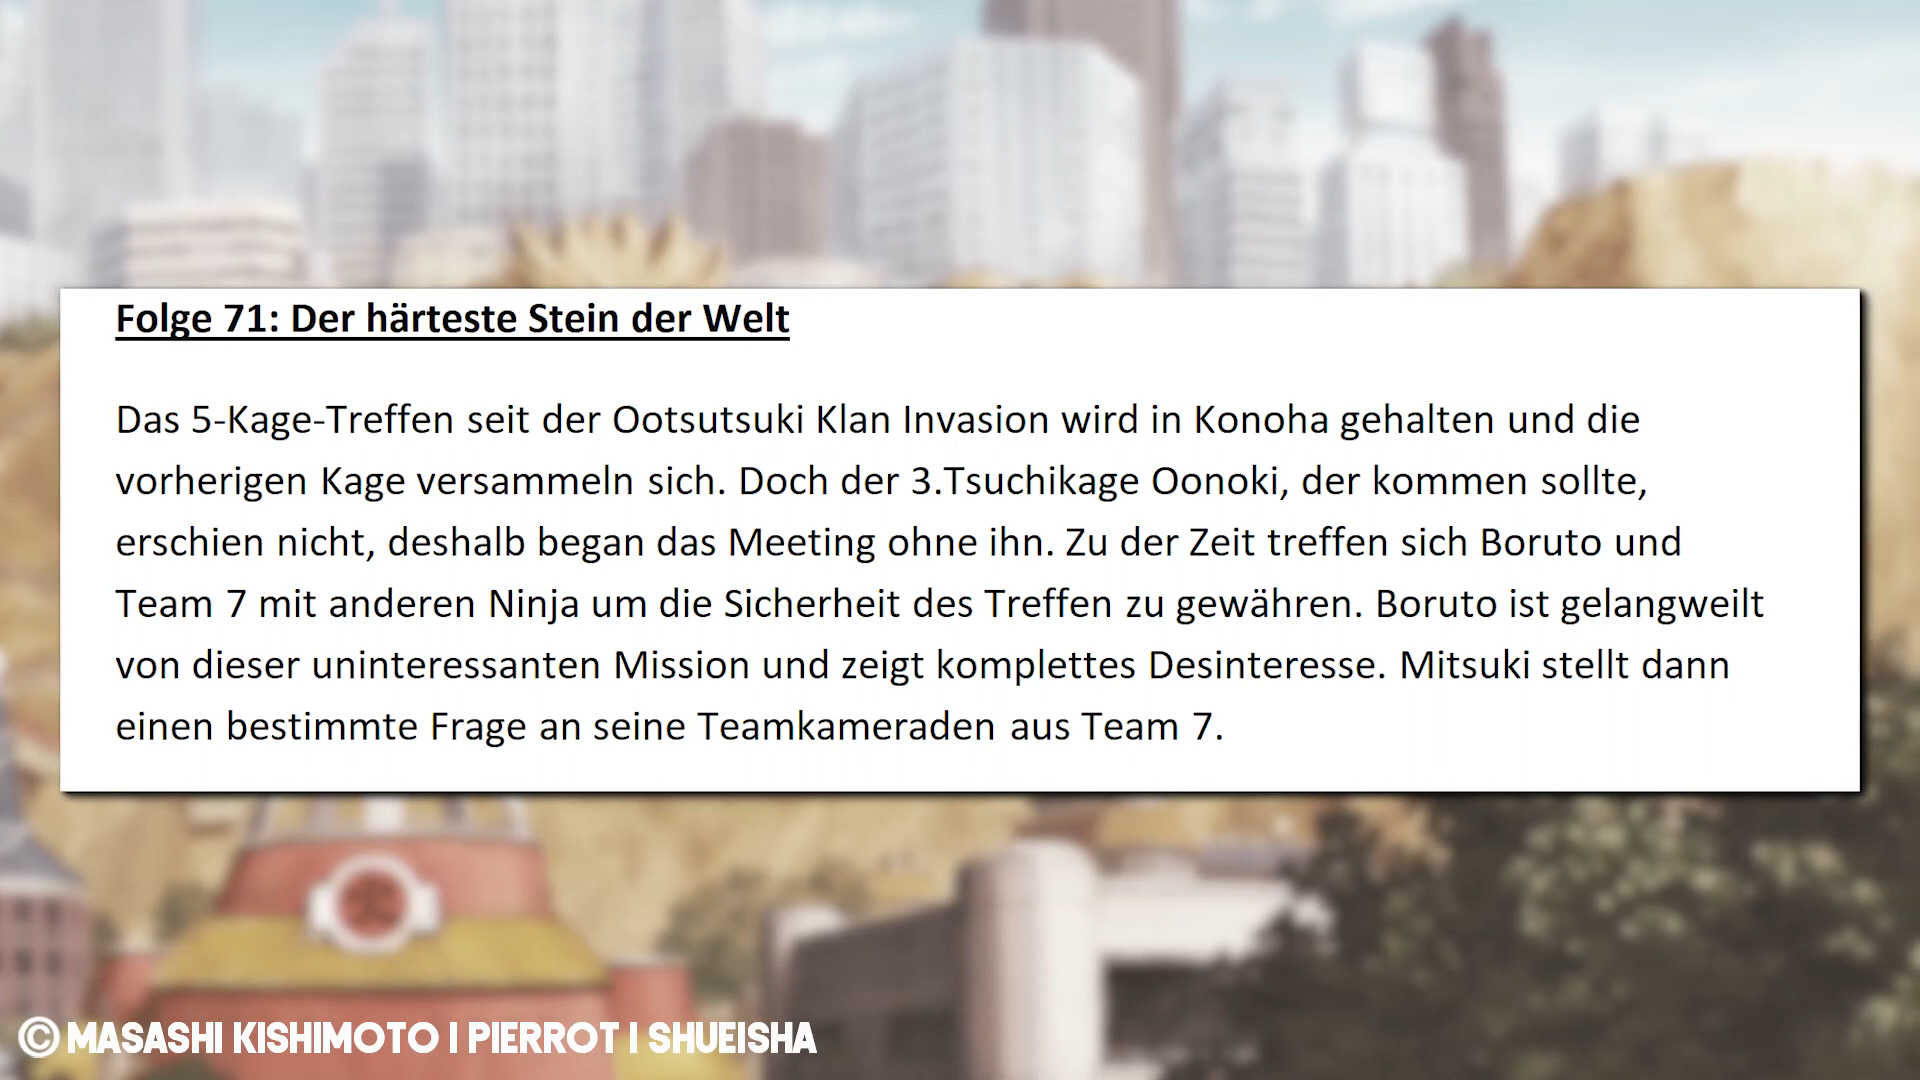 Folge 71: Der härteste Stein der Welt
Das 5-Kage-Treffen seit der Ootsutsuki Klan Invasion wird in Konoha gehalten und die
vorherigen Kage versammeln sich. Doch der 3.Tsuchikage Oonoki, der kommen sollte,
erschien nicht, deshalb began das Meeting ohne ihn. Zu der Zeit treffen sich Boruto und
Team 7 mit anderen Ninja um die Sicherheit des Treffen zu gewähren. Boruto ist gelangweilt
von dieser uninteressanten Mission und zeigt komplettes Desinteresse. Mitsuki stellt dann
einen bestimmte Frage an seine Teamkameraden aus Team 7.
© MASASHI KISHIMOTO | PIERROT | SHUEISHA